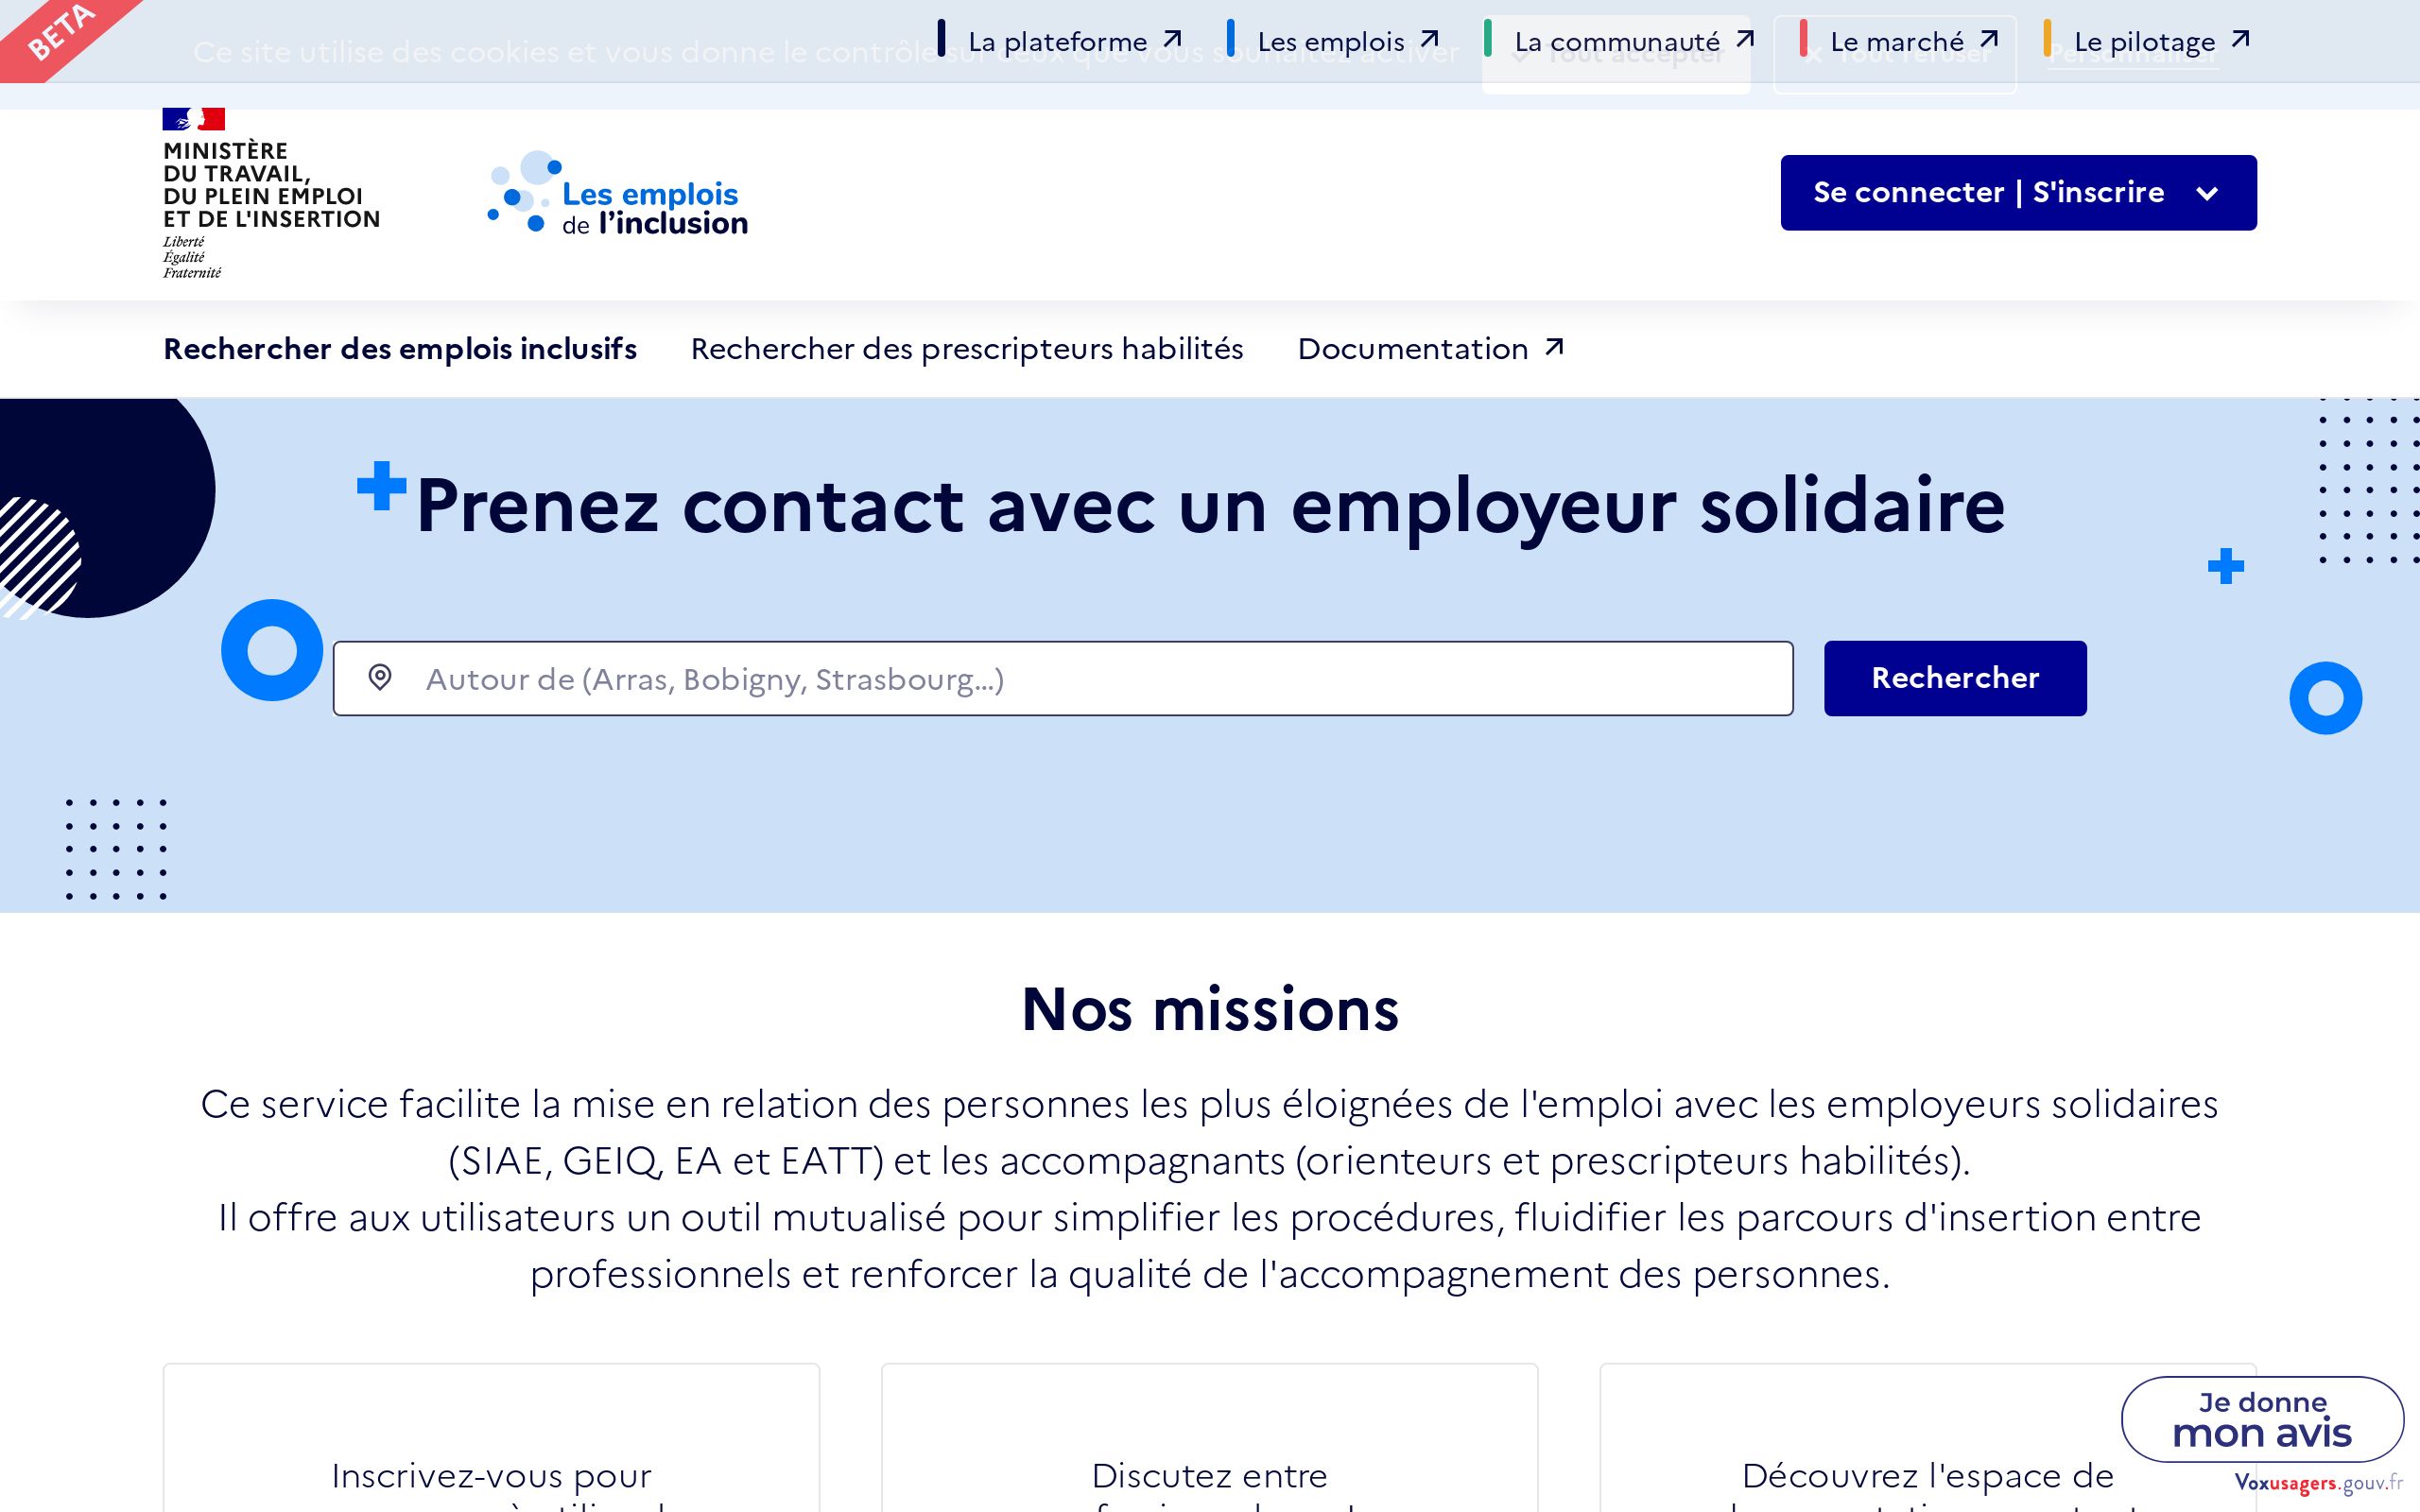 BETA
La plateforme
Les emplois
La communauté
Le marché
Le pilotage
Ce site utilise des cookies et vous donne le contrôle sur ceux que vous souhaitez activer
Tout accepter
Tout refuser
Personnaliser
MINISTÈRE
DU TRAVAIL,
DU PLEIN EMPLOI
ET DE L'INSERTION
Liberté
Égalité
Fraternité
Les emplois
de l'inclusion
Se connecter | S'inscrire
Rechercher des emplois inclusifs
Rechercher des prescripteurs habilités
Documentation
Prenez contact avec un employeur solidaire
Autour de (Arras, Bobigny, Strasbourg...)
Rechercher
Nos missions
Ce service facilite la mise en relation des personnes les plus éloignées de l'emploi avec les employeurs solidaires
(SIAE, GEIQ, EA et EATT) et les accompagnants (orienteurs et prescripteurs habilités).
Il offre aux utilisateurs un outil mutualisé pour simplifier les procédures, fluidifier les parcours d'insertion entre
professionnels et renforcer la qualité de l'accompagnement des personnes.
Inscrivez-vous pour
Discutez entre
Découvrez l'espace de
Je donne
mon avis
Voxusagers.gouv.fr